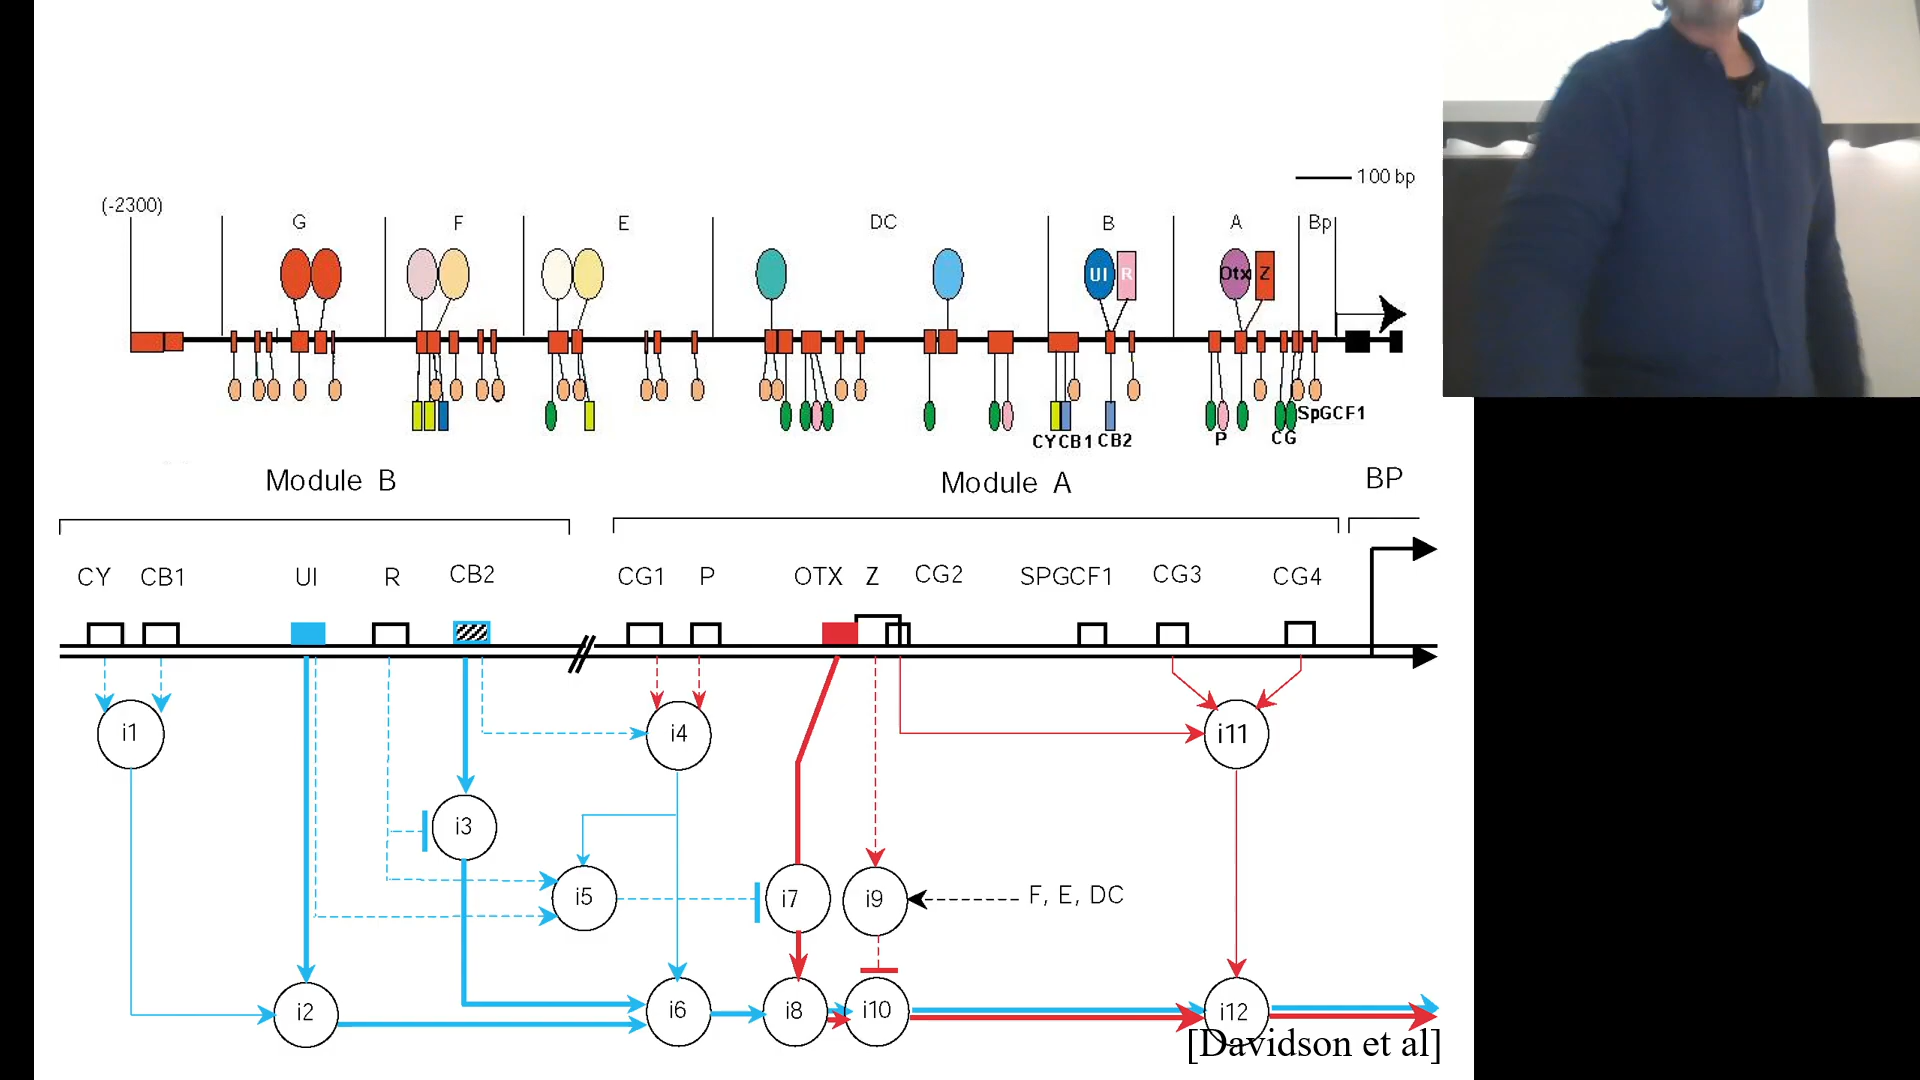 100 bp
(-2300)
G F E DC B A Bp
UI R Otx Z
SpGCF1
CY CB1 CB2 P CG
Module B Module A BP
CY CB1 UI R CB2 CG1 P OTX Z CG2 SPGCF1 CG3 CG4
i1 i4 i11
i3
i5 i7 i9 F, E, DC
i2 i6 i8 i10 i12
[Davidson et al]